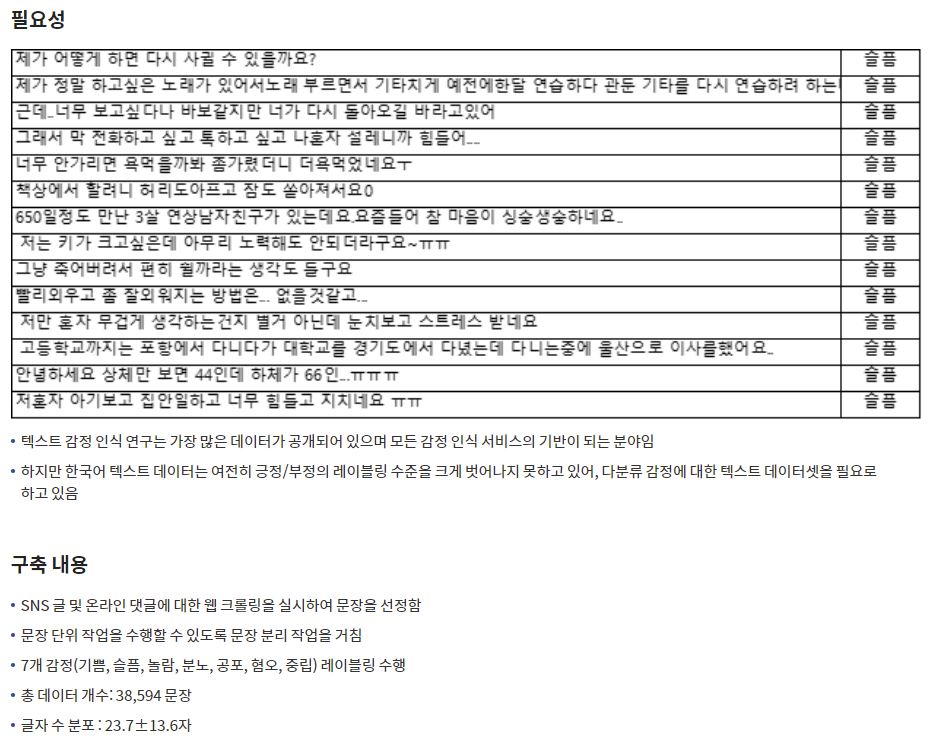 필요성
제가 어떻게 하면 다시 사귈 수 있을까요? 슬픔
제가 정말 하고싶은 노래가 있어서노래 부르면서 기타치게 예전에한달 연습하다 관둔 기타를 다시 연습하려 하는 슬픔
근데..너무 보고싶다나 바보같지만 너가 다시 돌아오길 바라고있어 슬픔
그래서 막 전화하고 싶고 톡하고 싶고 나혼자 설레니까 힘들어.... 슬픔
너무 안가리면 욕먹을까봐 좀가렸더니 더욕먹었네요ㅜ 슬픔
책상에서 할려니 허리도아프고 잠도 쏟아져서요0 슬픔
650일정도 만난 3살 연상남자친구가 있는데요.요즘들어 참 마음이 싱숭생숭하네요.. 슬픔
저는 키가 크고싶은데 아무리 노력해도 안되더라구요~ㅠㅠ 슬픔
그냥 죽어버려서 편히 쉴까라는 생각도 들구요 슬픔
빨리외우고 좀 잘외워지는 방법은... 없을것같고... 슬픔
저만 혼자 무겁게 생각하는건지 별거 아닌데 눈치보고 스트레스 받네요 슬픔
고등학교까지는 포항에서 다니다가 대학교를 경기도에서 다녔는데 다니는중에 울산으로 이사를했어요.. 슬픔
안녕하세요 상체만 보면 44인데 하체가 66인...ㅠㅠㅠ 슬픔
저혼자 아기보고 집안일하고 너무 힘들고 지치네요 ㅠㅠ 슬픔
• 텍스트 감정 인식 연구는 가장 많은 데이터가 공개되어 있으며 모든 감정 인식 서비스의 기반이 되는 분야임
• 하지만 한국어 텍스트 데이터는 여전히 긍정/부정의 레이블링 수준을 크게 벗어나지 못하고 있어, 다분류 감정에 대한 텍스트 데이터셋을 필요로
하고 있음
구축 내용
• SNS 글 및 온라인 댓글에 대한 웹 크롤링을 실시하여 문장을 선정함
• 문장 단위 작업을 수행할 수 있도록 문장 분리 작업을 거침
• 7개 감정(기쁨, 슬픔, 놀람, 분노, 공포, 혐오, 중립) 레이블링 수행
• 총 데이터 개수: 38,594 문장
• 글자 수 분포 : 23.7±13.6자